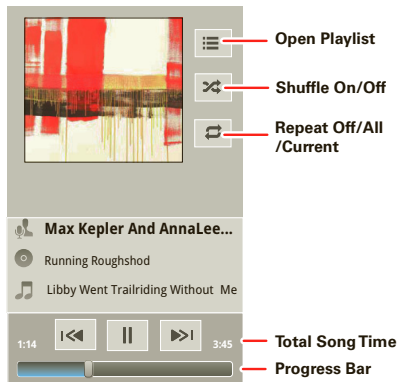 Open Playlist
Shuffle On/Off
Repeat Off/All
/Current
Max Kepler And AnnaLee...
Running Roughshod
Libby Went Trailriding Without Me
1:14
3:45
Total Song Time
Progress Bar